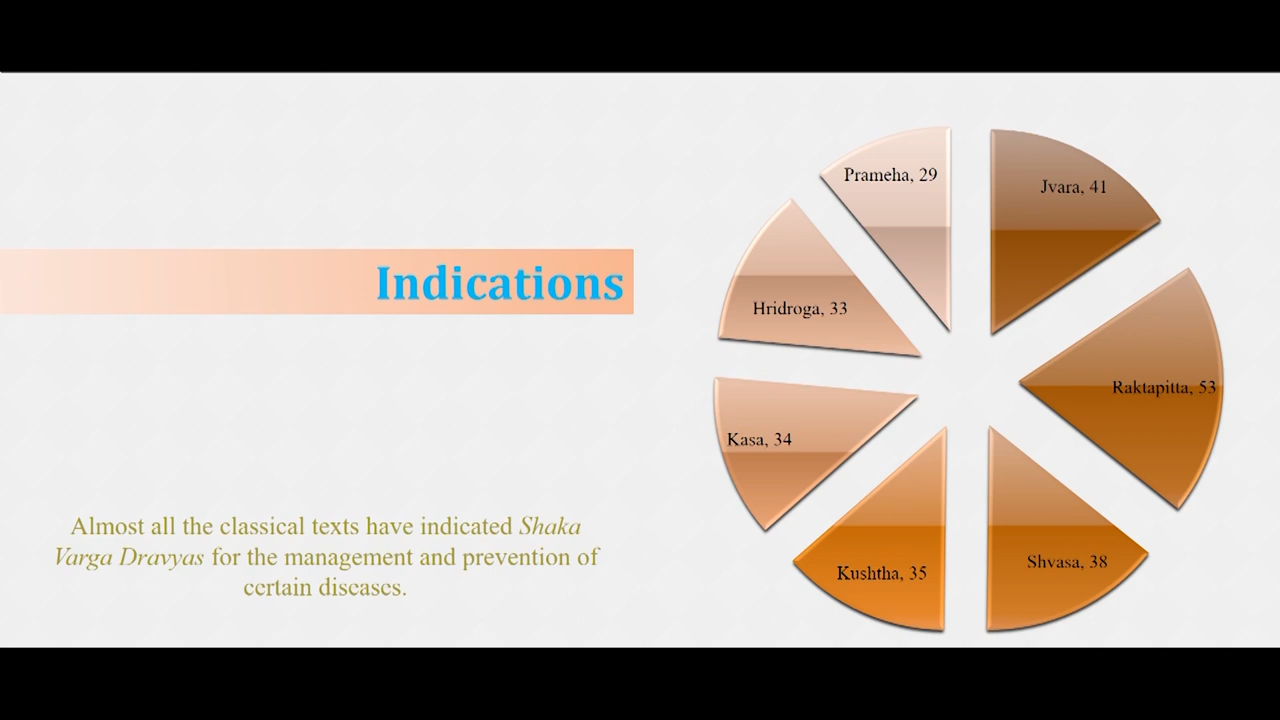 Indications
Almost all the classical texts have indicated Shaka
Varga Dravyas for the management and prevention of
certain diseases.
Prameha, 29
Jvara, 41
Hridroga, 33
Raktapitta, 53
Kasa, 34
Shvasa, 38
Kushtha, 35